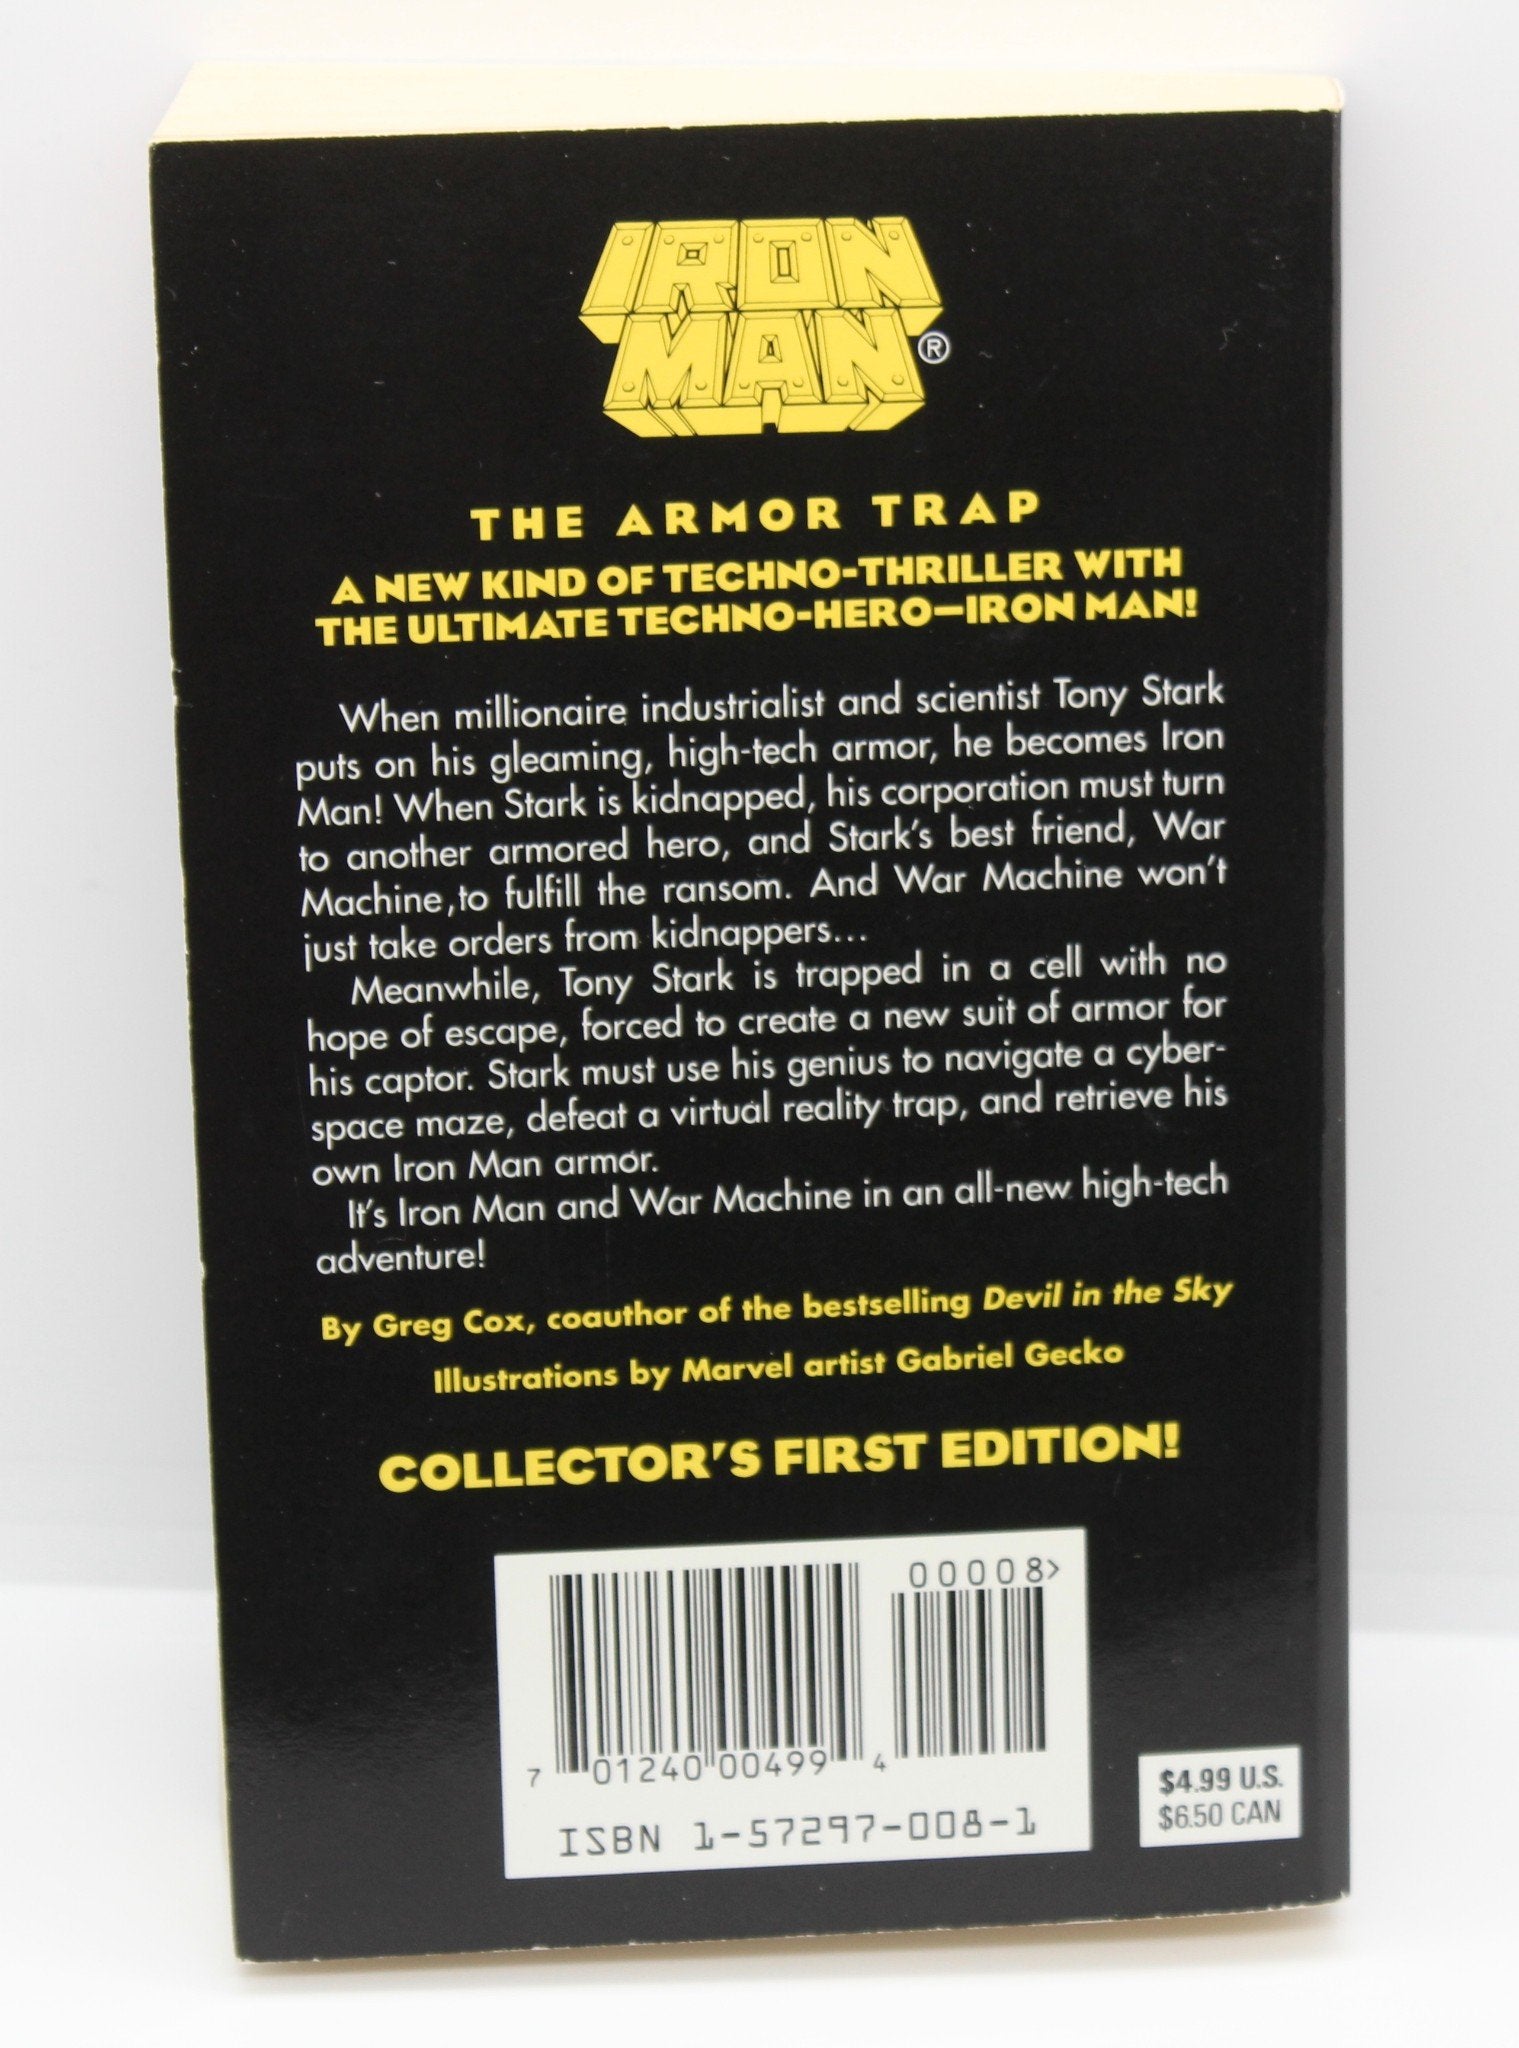 IRON
MAN®
THE ARMOR TRAP
A NEW KIND OF TECHNO-THRILLER WITH
THE ULTIMATE TECHNO-HERO—IRON MAN!
When millionaire industrialist and scientist Tony Stark
puts on his gleaming, high-tech armor, he becomes Iron
Man! When Stark is kidnapped, his corporation must turn
to another armored hero, and Stark's best friend, War
Machine,to fulfill the ransom. And War Machine won't
just take orders from kidnappers...
Meanwhile, Tony Stark is trapped in a cell with no
hope of escape, forced to create a new suit of armor for
his captor. Stark must use his genius to navigate a cyber-
space maze, defeat a virtual reality trap, and retrieve his
own Iron Man armor.
It's Iron Man and War Machine in an all-new high-tech
adventure!
By Greg Cox, coauthor of the bestselling Devil in the Sky
Illustrations by Marvel artist Gabriel Gecko
COLLECTOR'S FIRST EDITION!
00008>
7 01240 00499 4
ISBN 1-57297-008-1
$4.99 U.S.
$6.50 CAN